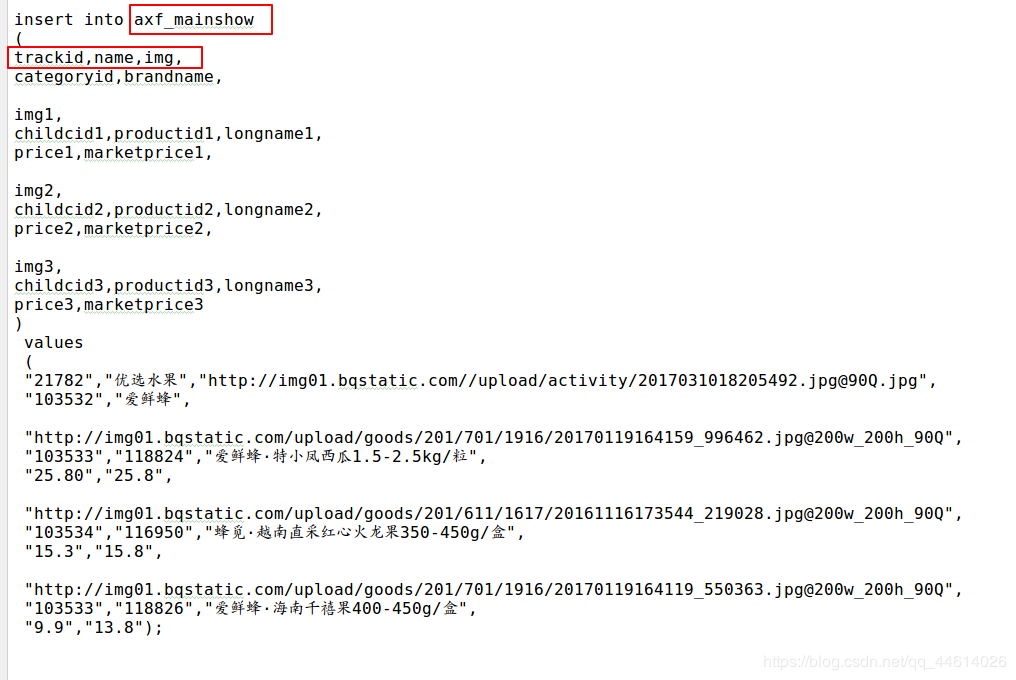 insert into axf_mainshow
(
trackid,name,img,
categoryid,brandname,
img1,
childcid1,productid1,longname1,
price1,marketprice1,
img2,
childcid2,productid2,longname2,
price2,marketprice2,
img3,
childcid3,productid3,longname3,
price3,marketprice3
)
values
(
"21782","优选水果","http://img01.bqstatic.com//upload/activity/2017031018205492.jpg@90Q.jpg",
"103532","爱鲜蜂",
"http://img01.bqstatic.com/upload/goods/201/701/1916/20170119164159_996462.jpg@200w_200h_90Q",
"103533","118824","爱鲜蜂·特小凤西瓜1.5-2.5kg/粒",
"25.80","25.8",
"http://img01.bqstatic.com/upload/goods/201/611/1617/20161116173544_219028.jpg@200w_200h_90Q",
"103534","116950","蜂觅·越南直采红心火龙果350-450g/盒",
"15.3","15.8",
"http://img01.bqstatic.com/upload/goods/201/701/1916/20170119164119_550363.jpg@200w_200h_90Q",
"103533","118826","爱鲜蜂·海南千禧果400-450g/盒",
"9.9","13.8");
https://blog.csdn.net/qq_44614026